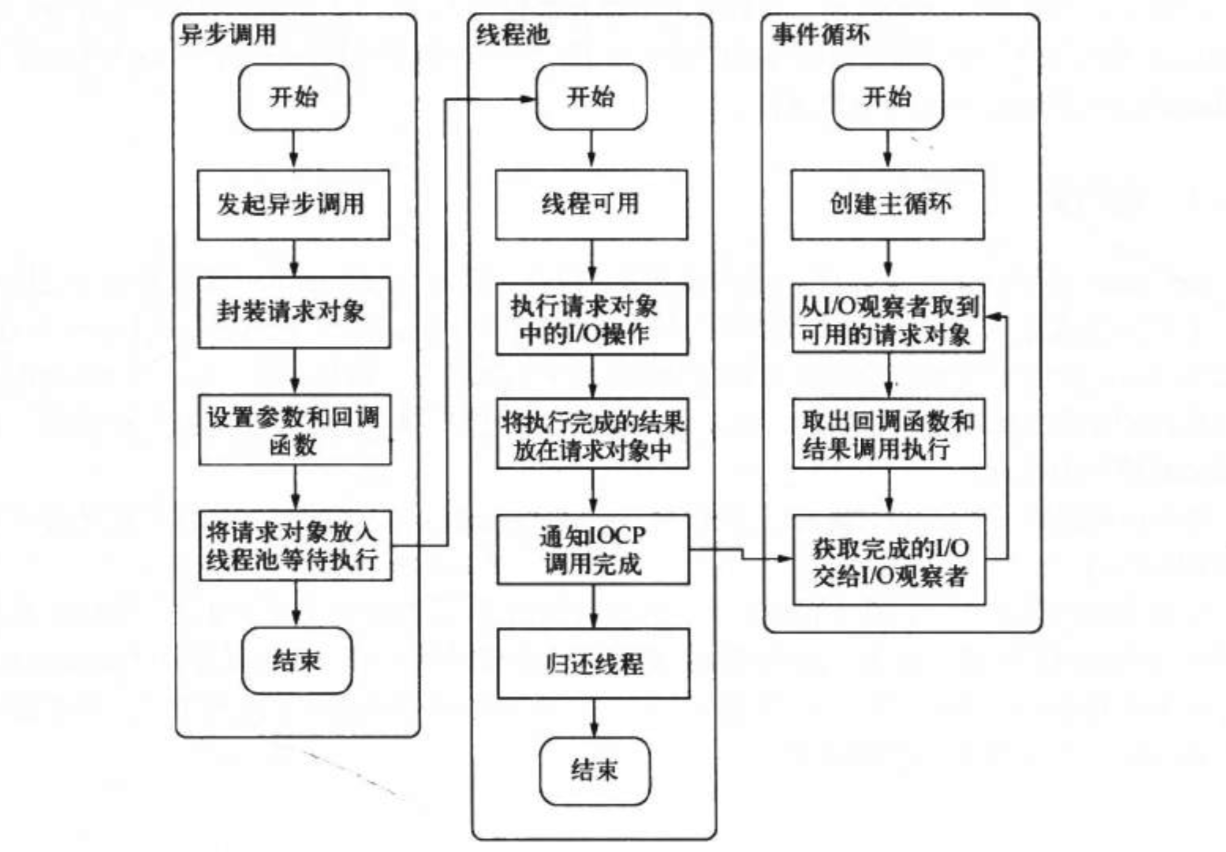 异步调用
开始
发起异步调用
封装请求对象
设置参数和回调
函数
将请求对象放入
线程池等待执行
结束
线程池
开始
线程可用
执行请求对象
中的I/O操作
将执行完成的结果
放在请求对象中
通知IOCP
调用完成
归还线程
结束
事件循环
开始
创建主循环
从I/O观察者取到
可用的请求对象
取出回调函数和
结果调用执行
获取完成的I/O
交给I/O观察者